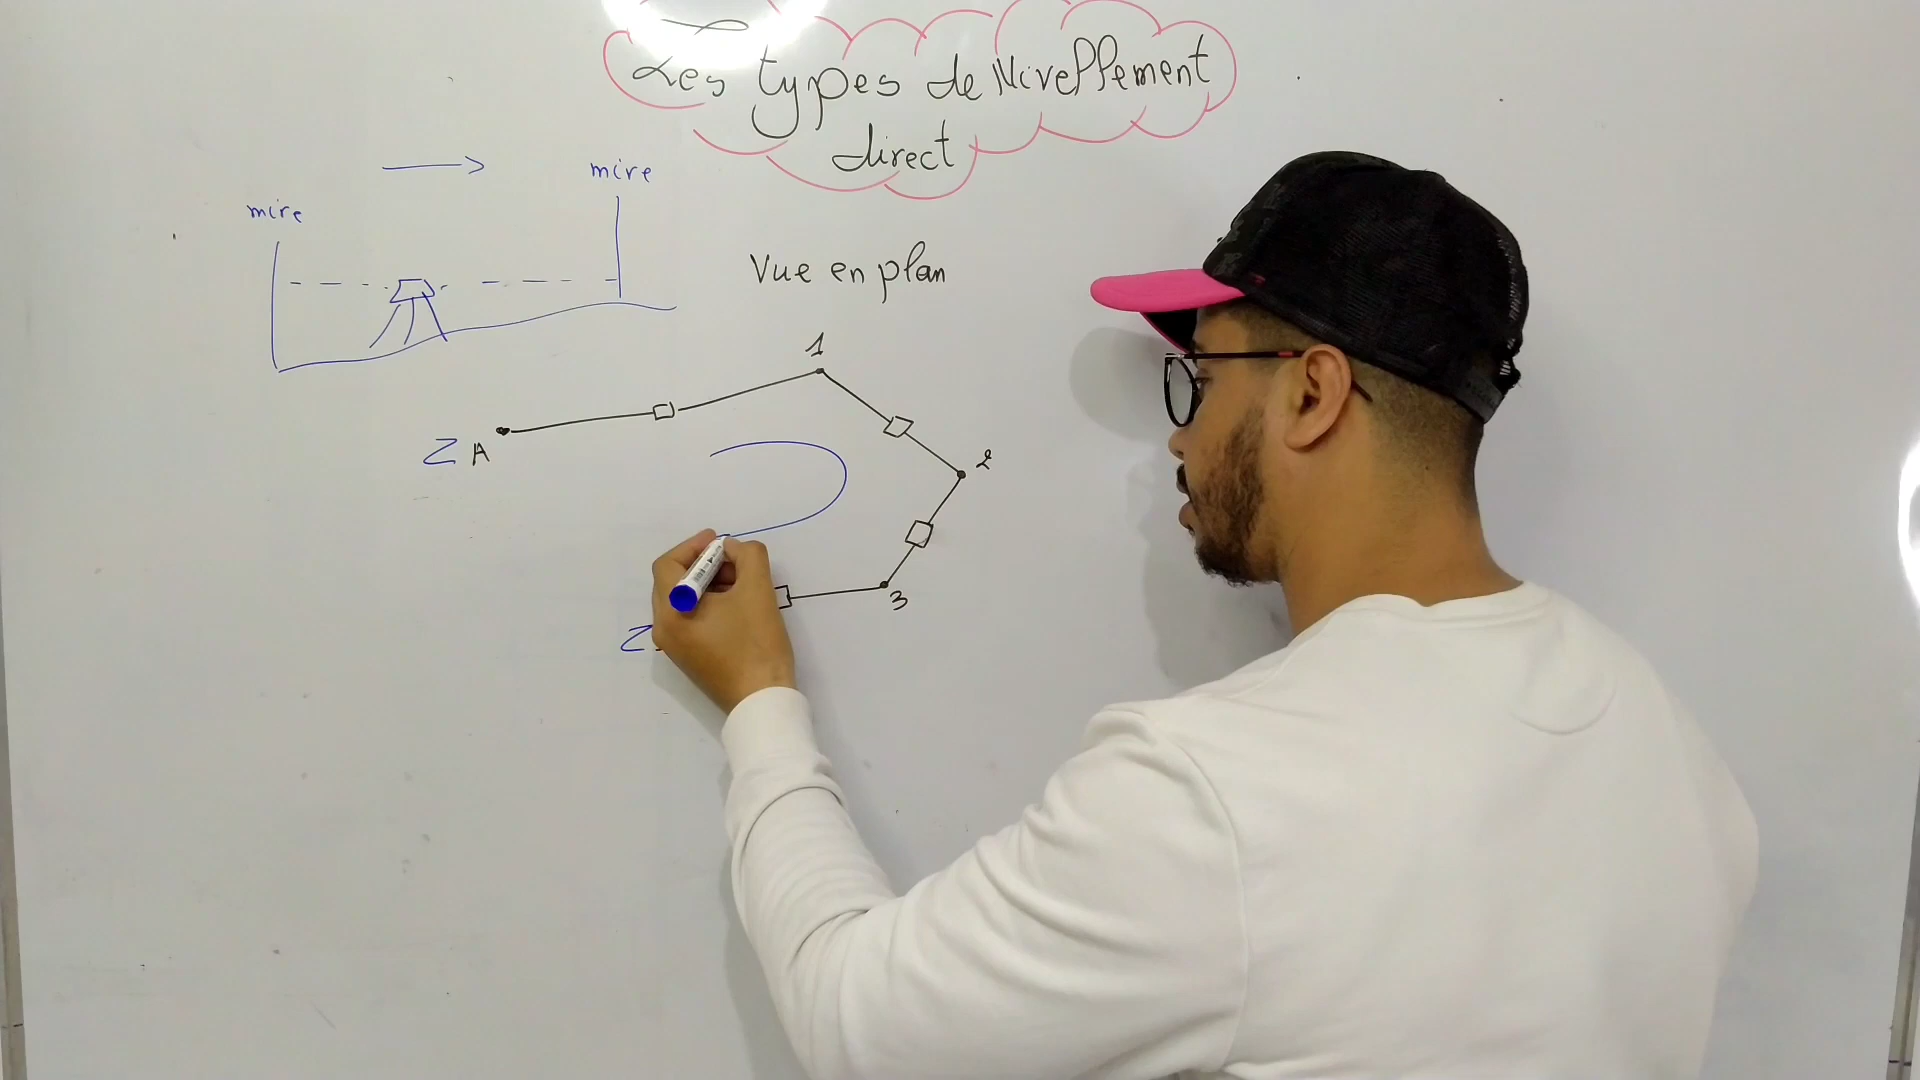 Les types de Nivellement
direct
mire
mire
Vue en plan
1
Z A
2
3
Z